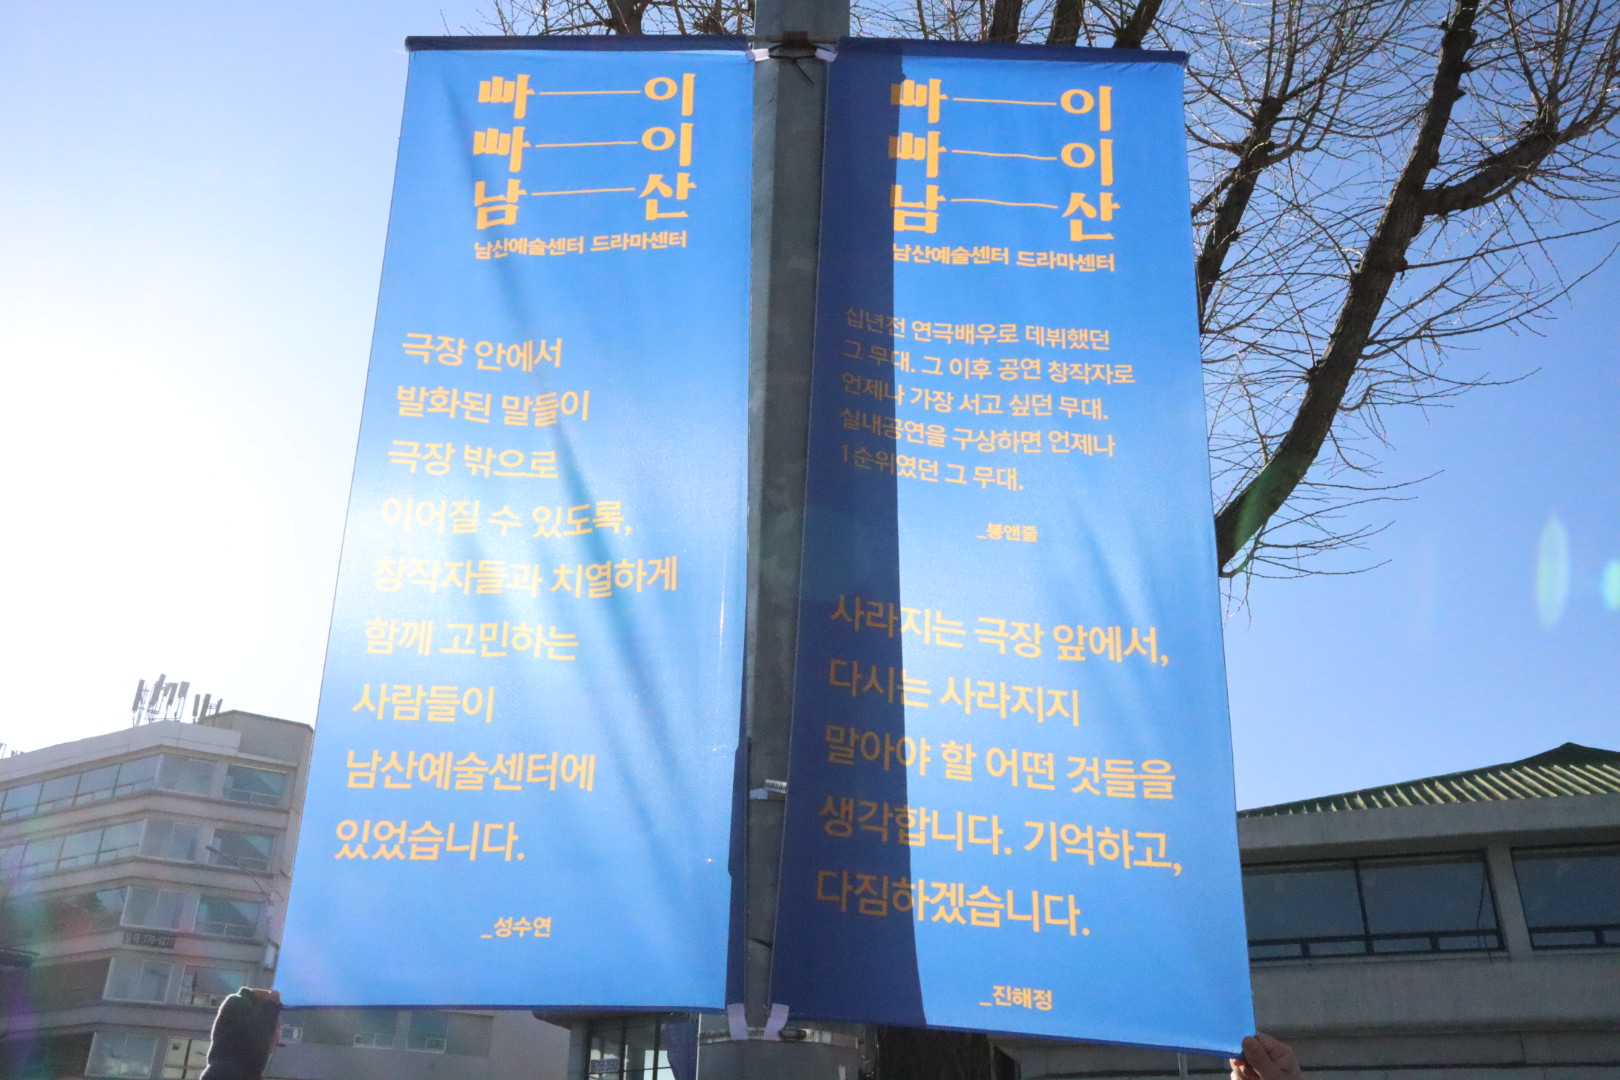 빠──이
빠──이
남──산
남산예술센터 드라마센터
극장 안에서
발화된 말들이
극장 밖으로
이어질 수 있도록,
창작자들과 치열하게
함께 고민하는
사람들이
남산예술센터에
있었습니다.
_성수연
빠──이
빠──이
남──산
남산예술센터 드라마센터
십년전 연극배우로 데뷔했던
그 무대. 그 이후 공연 창작자로
언제나 가장 서고 싶던 무대.
실내공연을 구상하면 언제나
1순위였던 그 무대.
_봉앤줄
사라지는 극장 앞에서,
다시는 사라지지
말아야 할 어떤 것들을
생각합니다. 기억하고,
다짐하겠습니다.
_진해정